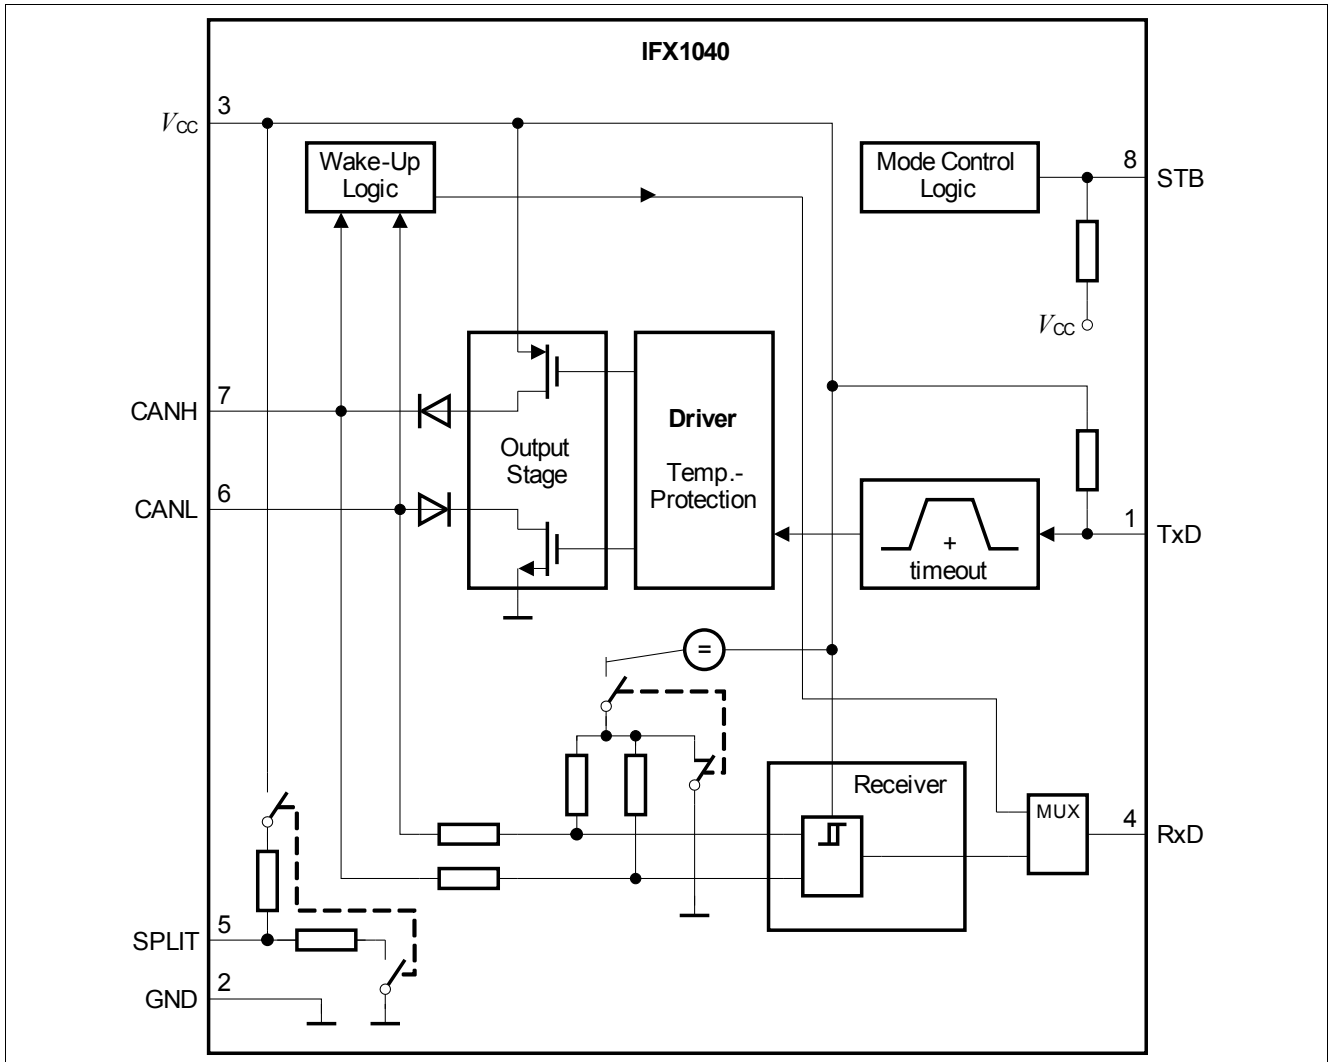 IFX1040
3
VCC
Wake-Up
Logic
Mode Control
Logic
8
STB
VCC
7
CANH
Driver
Output
Stage
Temp.-
Protection
6
CANL
1
TxD
+
timeout
=
Receiver
MUX
4
RxD
5
SPLIT
2
GND